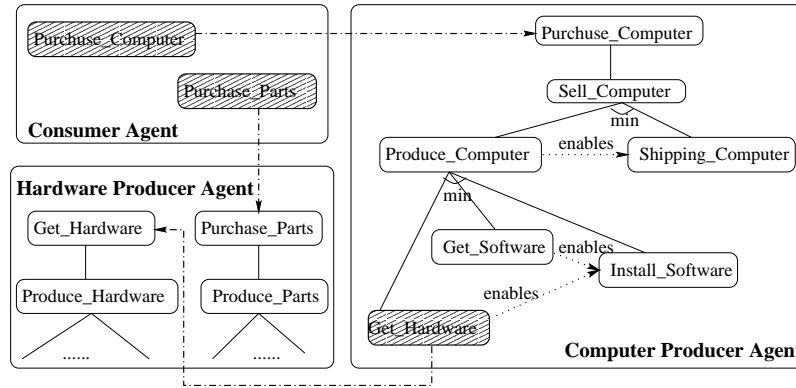 Purchuse_Computer
Purchase_Parts
Consumer Agent
Hardware Producer Agent
Get_Hardware
Purchase_Parts
Produce_Hardware
Produce_Parts
......
......
Purchuse_Computer
Sell_Computer
min
Produce_Computer
enables
Shipping_Computer
min
Get_Software
enables
Install_Software
enables
Get_Hardware
Computer Producer Agent